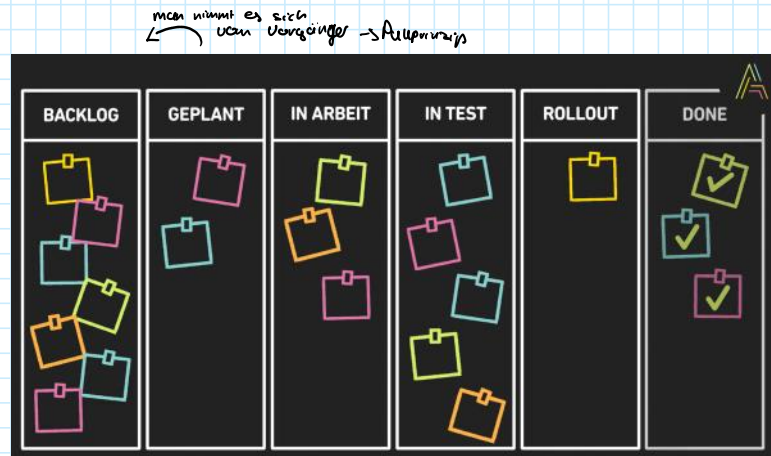 man nimmt es sich
vom Vorgänger → Pullprinzip
BACKLOG
GEPLANT
IN ARBEIT
IN TEST
ROLLOUT
DONE